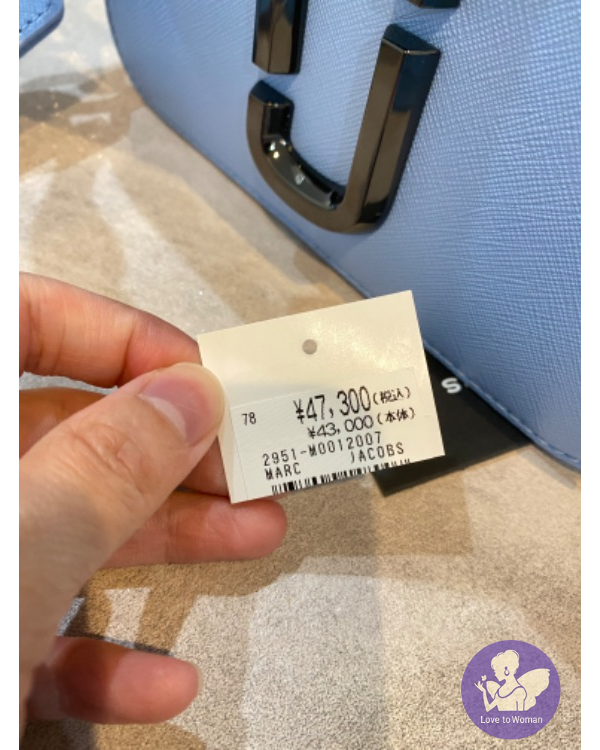 S
78
¥47,300(税込)
¥43,000(本体)
2951-M0012007
MARC JACOBS
Love to Woman